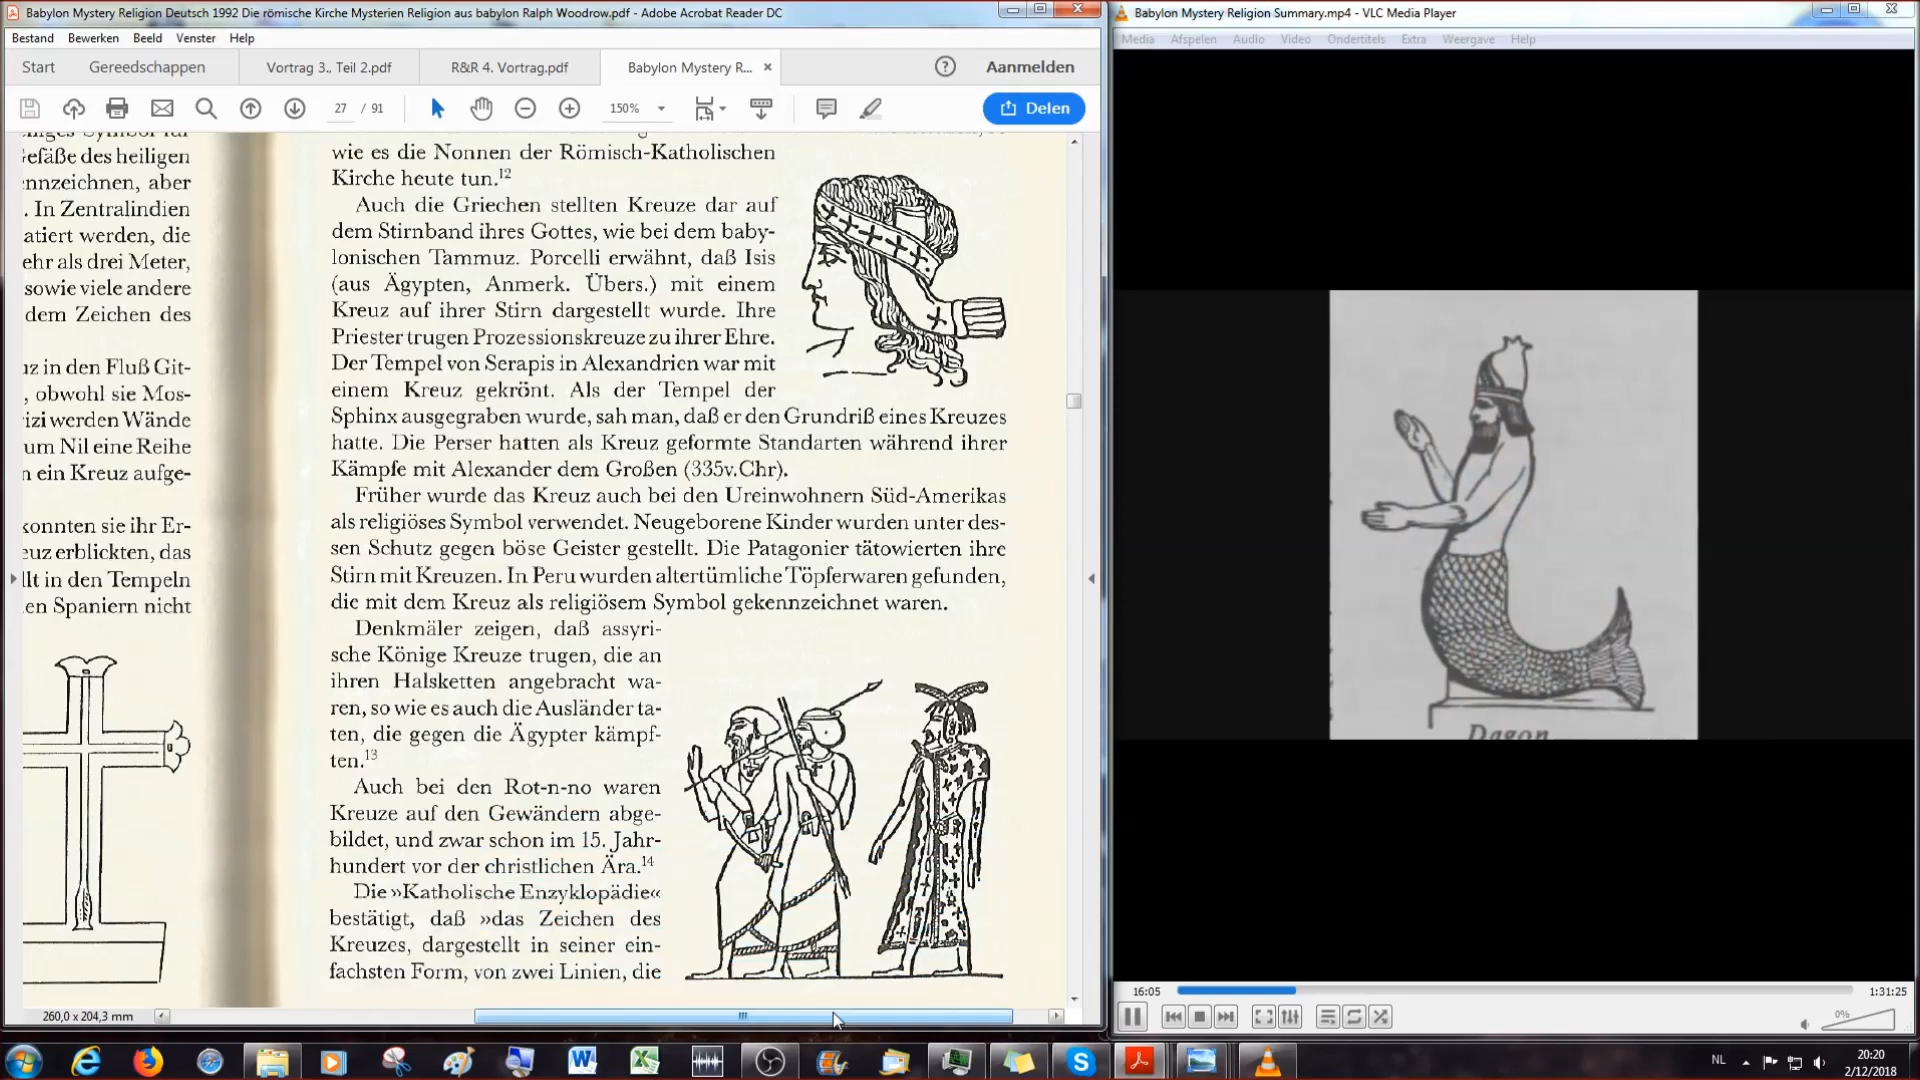 Babylon Mystery Religion Deutsch 1992 Die römische Kirche Mysterien Religion aus babylon Ralph Woodrow.pdf - Adobe Acrobat Reader DC
Bestand Bewerken Beeld Venster Help
Start Gereedschappen Vortrag 3., Teil 2.pdf R&R 4. Vortrag.pdf Babylon Mystery R... Aanmelden
27 / 91 150% Delen
Gefäße des heiligen
nnzeichnen, aber
. In Zentralindien
atiert werden, die
ehr als drei Meter,
sowie viele andere
dem Zeichen des
uz in den Fluß Git-
, obwohl sie Mos-
izi werden Wände
um Nil eine Reihe
n ein Kreuz aufge-
konnten sie ihr Er-
euz erblickten, das
llt in den Tempeln
en Spaniern nicht
wie es die Nonnen der Römisch-Katholischen
Kirche heute tun.12
Auch die Griechen stellten Kreuze dar auf
dem Stirnband ihres Gottes, wie bei dem baby-
lonischen Tammuz. Porcelli erwähnt, daß Isis
(aus Ägypten, Anmerk. Übers.) mit einem
Kreuz auf ihrer Stirn dargestellt wurde. Ihre
Priester trugen Prozessionskreuze zu ihrer Ehre.
Der Tempel von Serapis in Alexandrien war mit
einem Kreuz gekrönt. Als der Tempel der
Sphinx ausgegraben wurde, sah man, daß er den Grundriß eines Kreuzes
hatte. Die Perser hatten als Kreuz geformte Standarten während ihrer
Kämpfe mit Alexander dem Großen (335v.Chr).
Früher wurde das Kreuz auch bei den Ureinwohnern Süd-Amerikas
als religiöses Symbol verwendet. Neugeborene Kinder wurden unter des-
sen Schutz gegen böse Geister gestellt. Die Patagonier tätowierten ihre
Stirn mit Kreuzen. In Peru wurden altertümliche Töpferwaren gefunden,
die mit dem Kreuz als religiösem Symbol gekennzeichnet waren.
Denkmäler zeigen, daß assyri-
sche Könige Kreuze trugen, die an
ihren Halsketten angebracht wa-
ren, so wie es auch die Ausländer ta-
ten, die gegen die Ägypter kämpf-
ten.13
Auch bei den Rot-n-no waren
Kreuze auf den Gewändern abge-
bildet, und zwar schon im 15. Jahr-
hundert vor der christlichen Ära.14
Die »Katholische Enzyklopädie«
bestätigt, daß »das Zeichen des
Kreuzes, dargestellt in seiner ein-
fachsten Form, von zwei Linien, die
260,0 x 204,3 mm
Babylon Mystery Religion Summary.mp4 - VLC Media Player
Media Afspelen Audio Video Ondertitels Extra Weergave Help
Dagon
16:05 1:31:25
0%
NL 20:20
2/12/2018